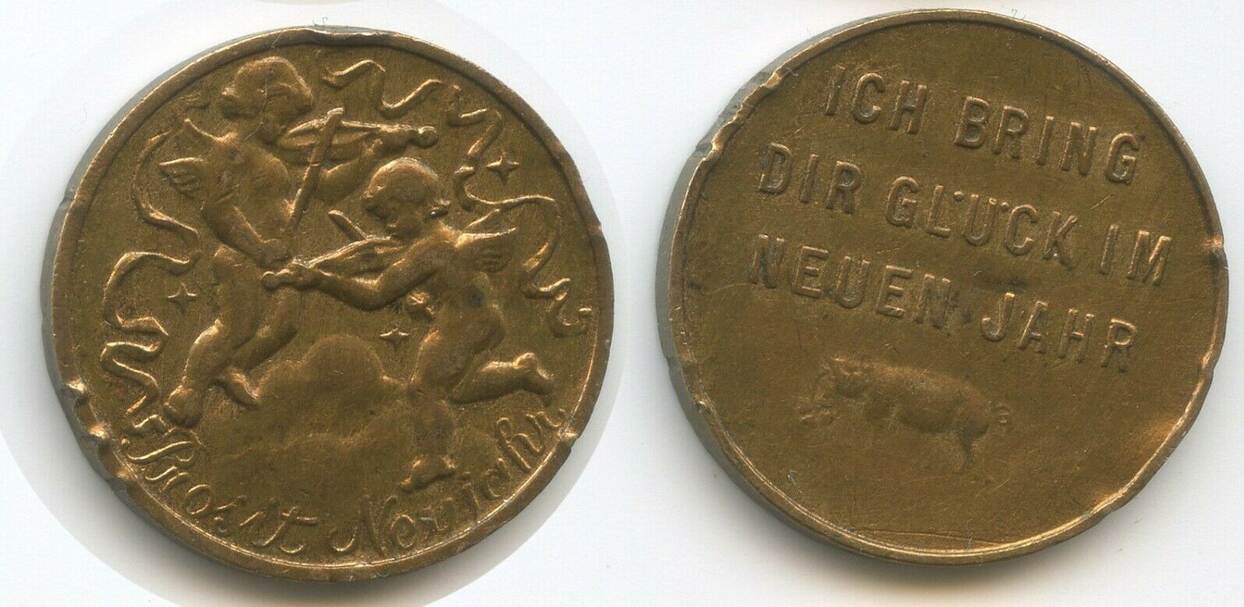 Prosit Neujahr
ICH BRING
DIR GLÜCK IM
NEUEN JAHR